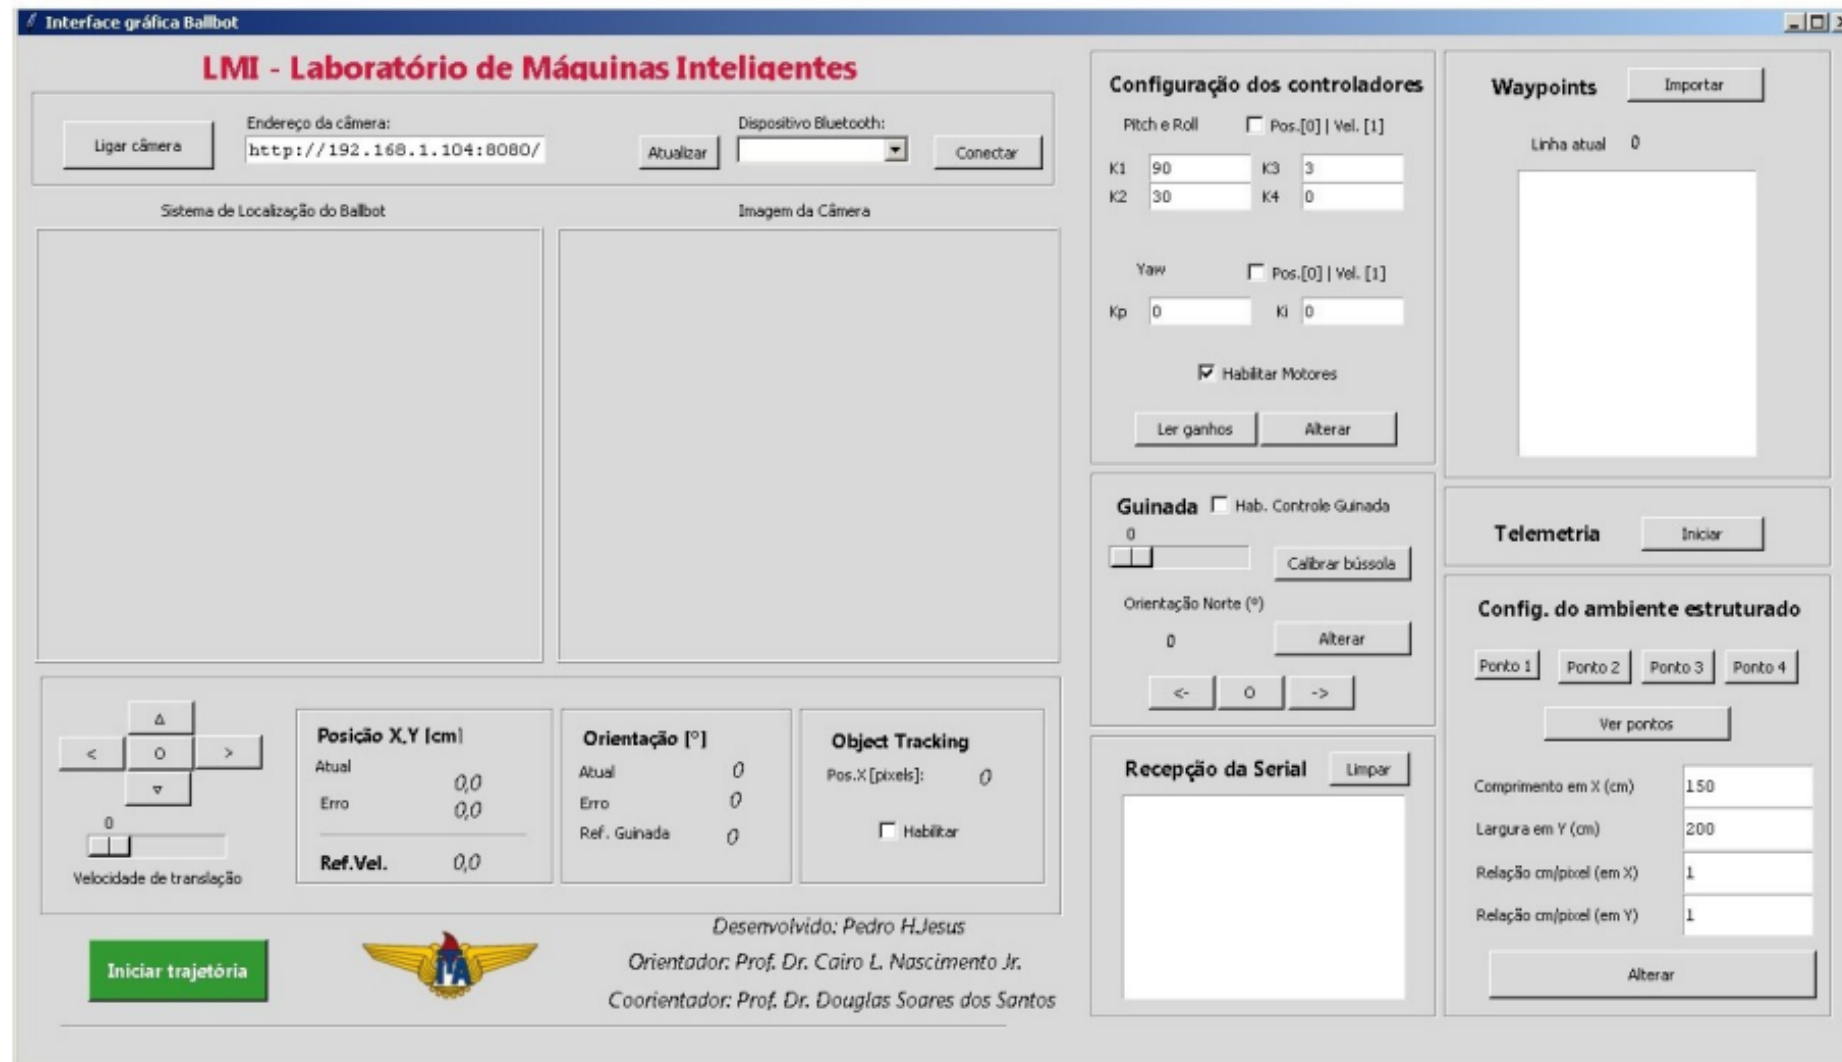 Interface gráfica Ballbot
LMI - Laboratório de Máquinas Inteligentes
Ligar câmera
Endereço da câmera:
http://192.168.1.104:8080/
Atualizar
Dispositivo Bluetooth:
Conectar
Sistema de Localização do Ballbot
Imagem da Câmera
0
Velocidade de translação
< O >
Posição X,Y [cm]
Atual 0,0
Erro 0,0
Ref.Vel. 0,0
Orientação [°]
Atual 0
Erro 0
Ref. Guinada 0
Object Tracking
Pos.X [pixels]: 0
Habilitar
Iniciar trajetória
ITA
Desenvolvido: Pedro H.Jesus
Orientador: Prof. Dr. Cairo L. Nascimento Jr.
Coorientador: Prof. Dr. Douglas Soares dos Santos
Configuração dos controladores
Pitch e Roll Pos.[0] | Vel. [1]
K1 90 K3 3
K2 30 K4 0
Yaw Pos.[0] | Vel. [1]
Kp 0 Ki 0
Habilitar Motores
Ler ganhos Alterar
Guinada Hab. Controle Guinada
0
Calibrar bússola
Orientação Norte (º)
0 Alterar
<- O ->
Recepção da Serial Limpar
Waypoints Importar
Linha atual 0
Telemetria Iniciar
Config. do ambiente estruturado
Ponto 1 Ponto 2 Ponto 3 Ponto 4
Ver pontos
Comprimento em X (cm) 150
Largura em Y (cm) 200
Relação cm/pixel (em X) 1
Relação cm/pixel (em Y) 1
Alterar